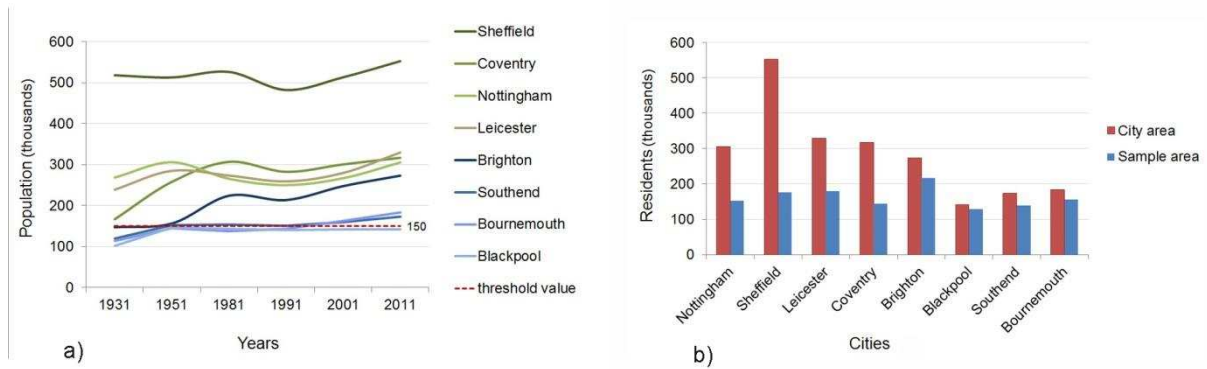 Population (thousands)
600
500
400
300
200
100
0
150
1931 1951 1981 1991 2001 2011
Years
a)
Sheffield
Coventry
Nottingham
Leicester
Brighton
Southend
Bournemouth
Blackpool
threshold value
Residents (thousands)
600
500
400
300
200
100
0
Nottingham
Sheffield
Leicester
Coventry
Brighton
Blackpool
Southend
Bournemouth
Cities
b)
City area
Sample area